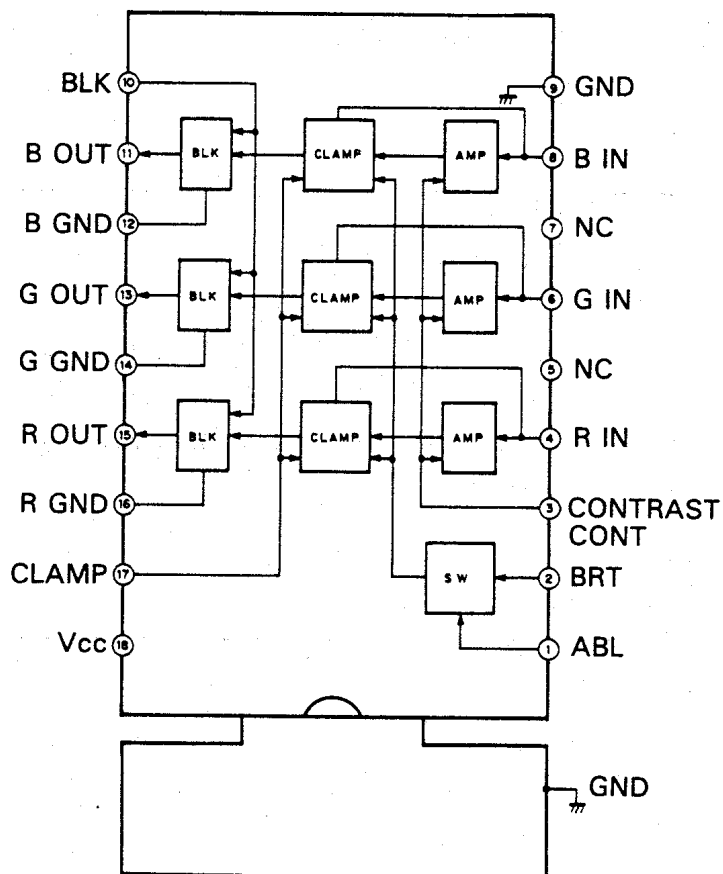 BLK 10
9 GND
B OUT 11 BLK CLAMP AMP 8 B IN
B GND 12
7 NC
G OUT 13 BLK CLAMP AMP 6 G IN
G GND 14
5 NC
R OUT 15 BLK CLAMP AMP 4 R IN
R GND 16
3 CONTRAST
CONT
CLAMP 17
SW 2 BRT
Vcc 18
1 ABL
GND